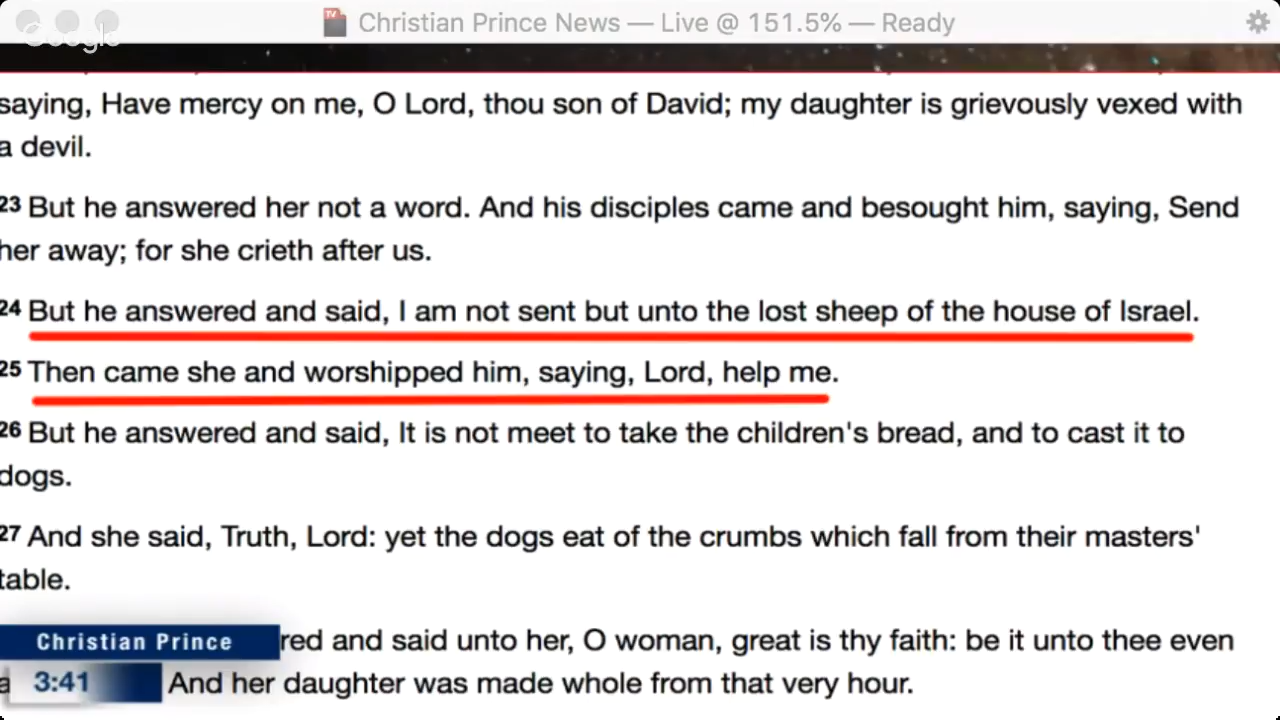 Christian Prince News — Live @ 151.5% — Ready
Google
saying, Have mercy on me, O Lord, thou son of David; my daughter is grievously vexed with
a devil.
23 But he answered her not a word. And his disciples came and besought him, saying, Send
her away; for she crieth after us.
24 But he answered and said, I am not sent but unto the lost sheep of the house of Israel.
25 Then came she and worshipped him, saying, Lord, help me.
26 But he answered and said, It is not meet to take the children's bread, and to cast it to
dogs.
27 And she said, Truth, Lord: yet the dogs eat of the crumbs which fall from their masters'
table.
Christian Prince
red and said unto her, O woman, great is thy faith: be it unto thee even
3:41
And her daughter was made whole from that very hour.